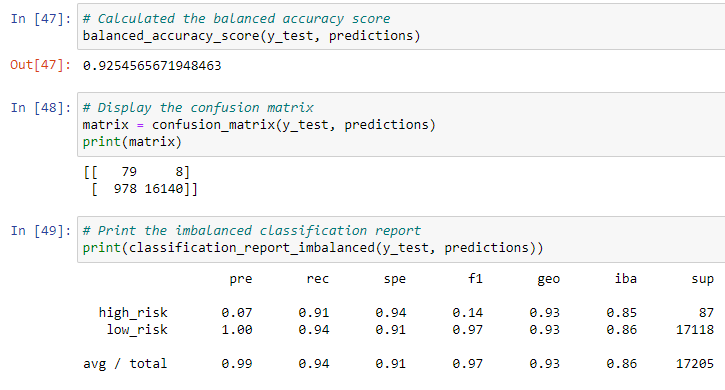 In [47]: # Calculated the balanced accuracy score
balanced_accuracy_score(y_test, predictions)
Out[47]: 0.9254565671948463
In [48]: # Display the confusion matrix
matrix = confusion_matrix(y_test, predictions)
print(matrix)
[[   79     8]
 [  978 16140]]
In [49]: # Print the imbalanced classification report
print(classification_report_imbalanced(y_test, predictions))
pre rec spe f1 geo iba sup
high_risk 0.07 0.91 0.94 0.14 0.93 0.85 87
low_risk 1.00 0.94 0.91 0.97 0.93 0.86 17118
avg / total 0.99 0.94 0.91 0.97 0.93 0.86 17205